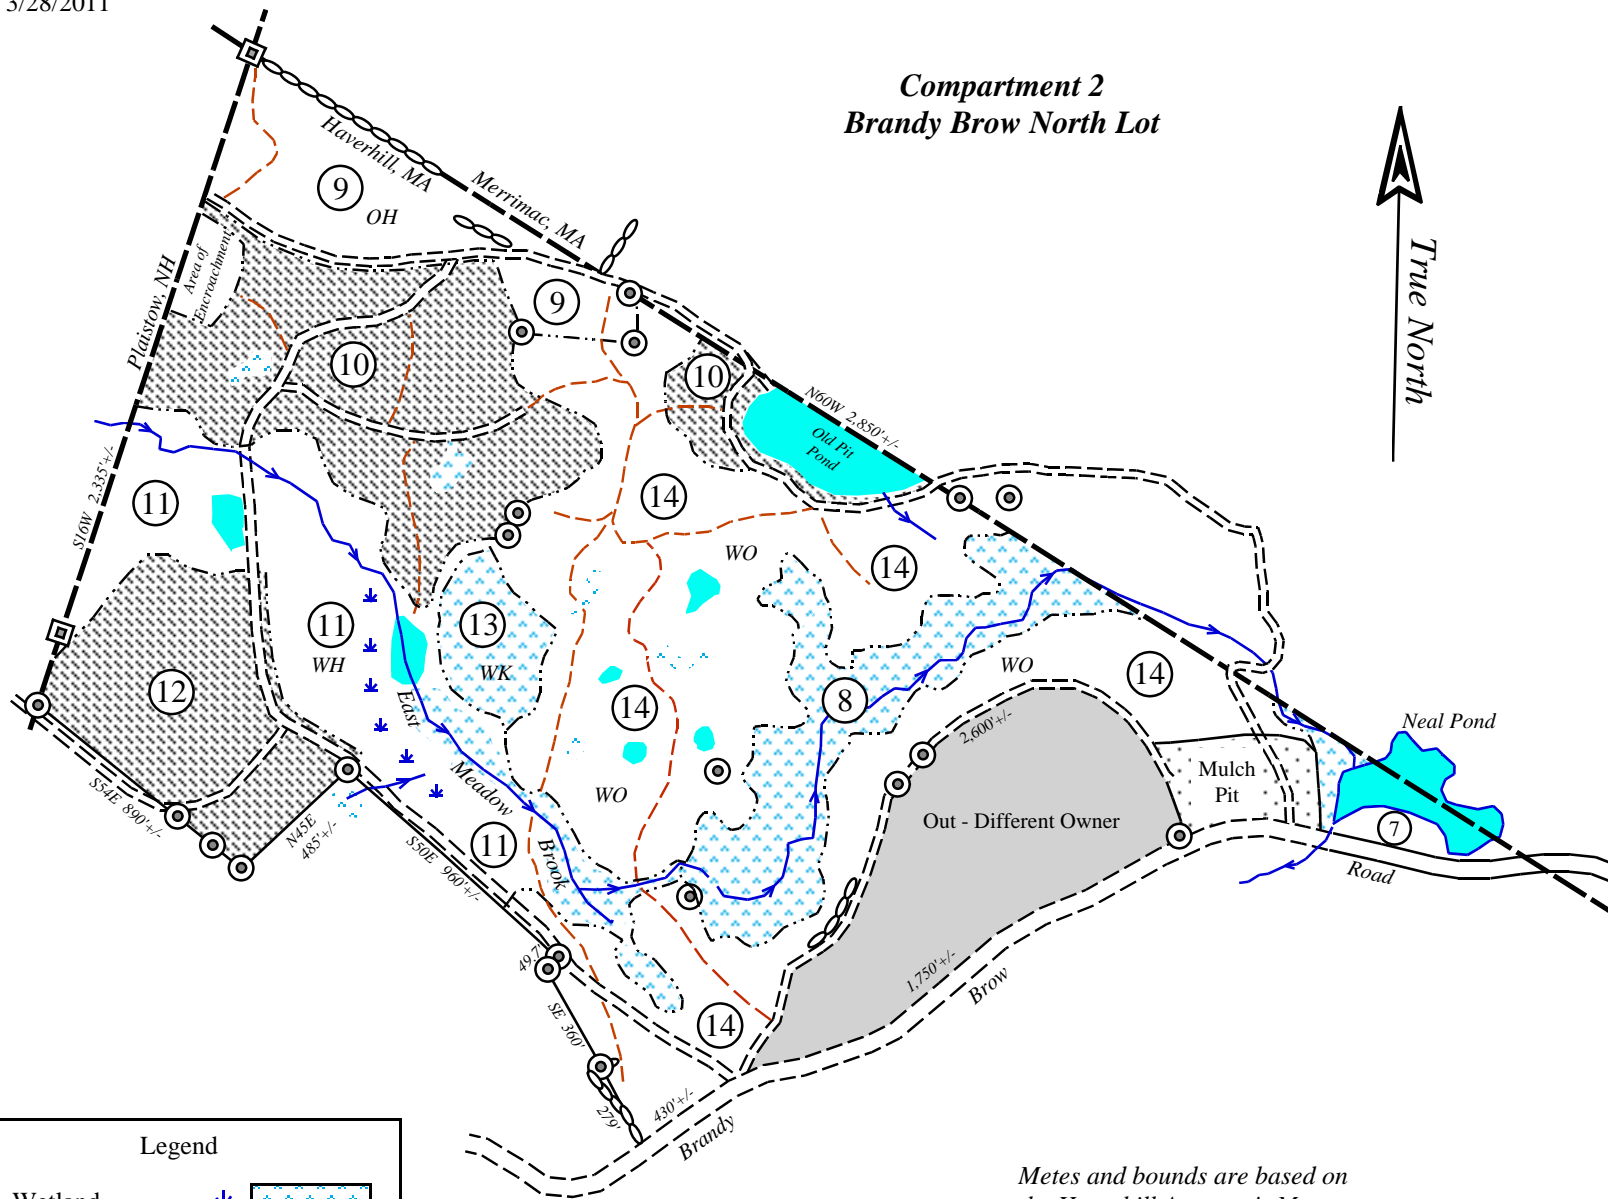 3/28/2011
Compartment 2
Brandy Brow North Lot
Haverhill, MA
Merrimac, MA
9
OH
True North
Plaistow, NH
Area of
Encroachment
9
10
10
N60W 2,850'+/-
Old Pit
Pond
S16W 2,335'+/-
11
14
WO
14
11
WH
13
WK
12
East
Meadow
Brook
14
WO
8
WO
14
2,600'+/-
Neal Pond
Mulch
Pit
Out - Different Owner
7
Road
S54E 890'+/-
N45E
485'+/-
S50E 960'+/-
11
49.7'
SE 360'
279'
14
1,750'+/-
Brow
430'+/-
Brandy
Legend
Wetland
Metes and bounds are based on